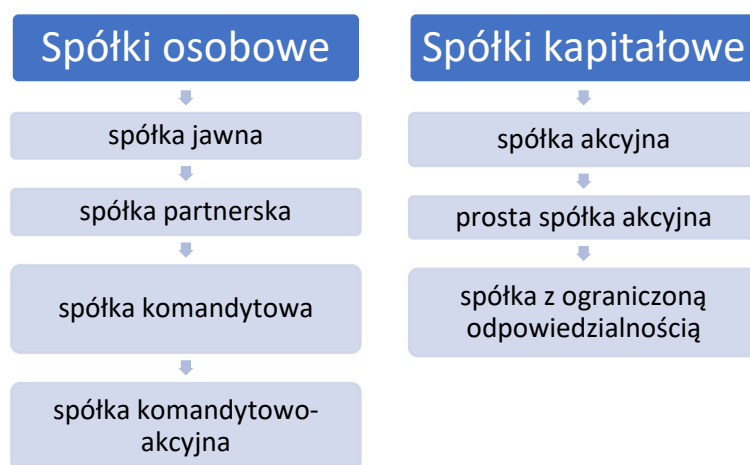 Spółki osobowe
spółka jawna
spółka partnerska
spółka komandytowa
spółka komandytowo-
akcyjna
Spółki kapitałowe
spółka akcyjna
prosta spółka akcyjna
spółka z ograniczoną
odpowiedzialnością